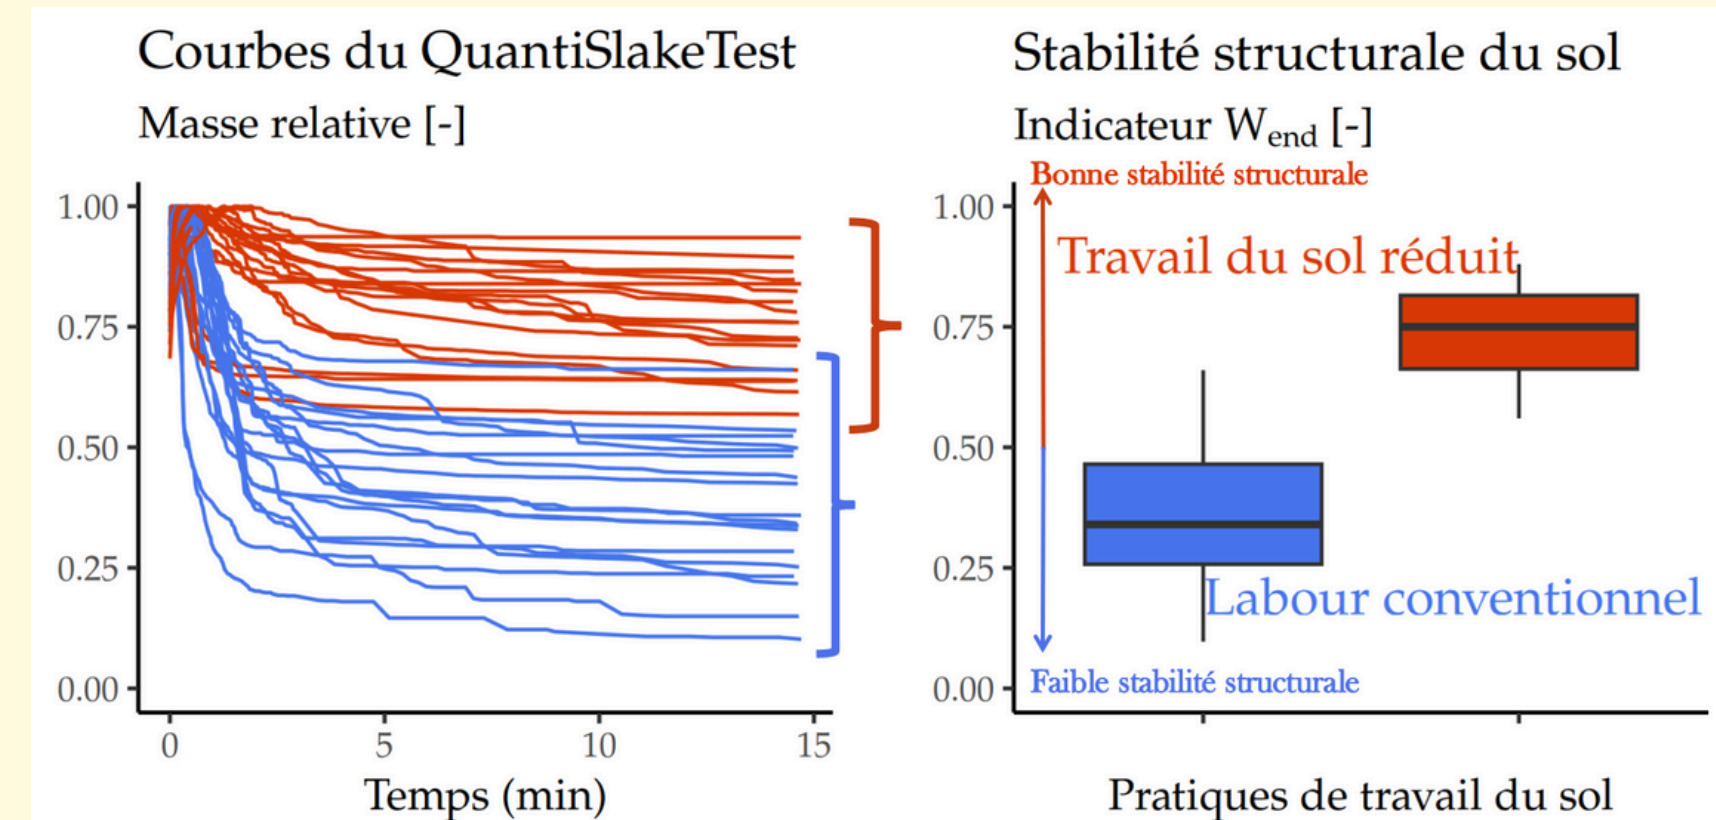 Courbes du QuantiSlakeTest
Masse relative [-]
1.00
0.75
0.50
0.25
0.00
0 5 10 15
Temps (min)
Stabilité structurale du sol
Indicateur Wend [-]
Bonne stabilité structurale
1.00
Travail du sol réduit
0.75
0.50
0.25
Labour conventionnel
0.00
Faible stabilité structurale
Pratiques de travail du sol